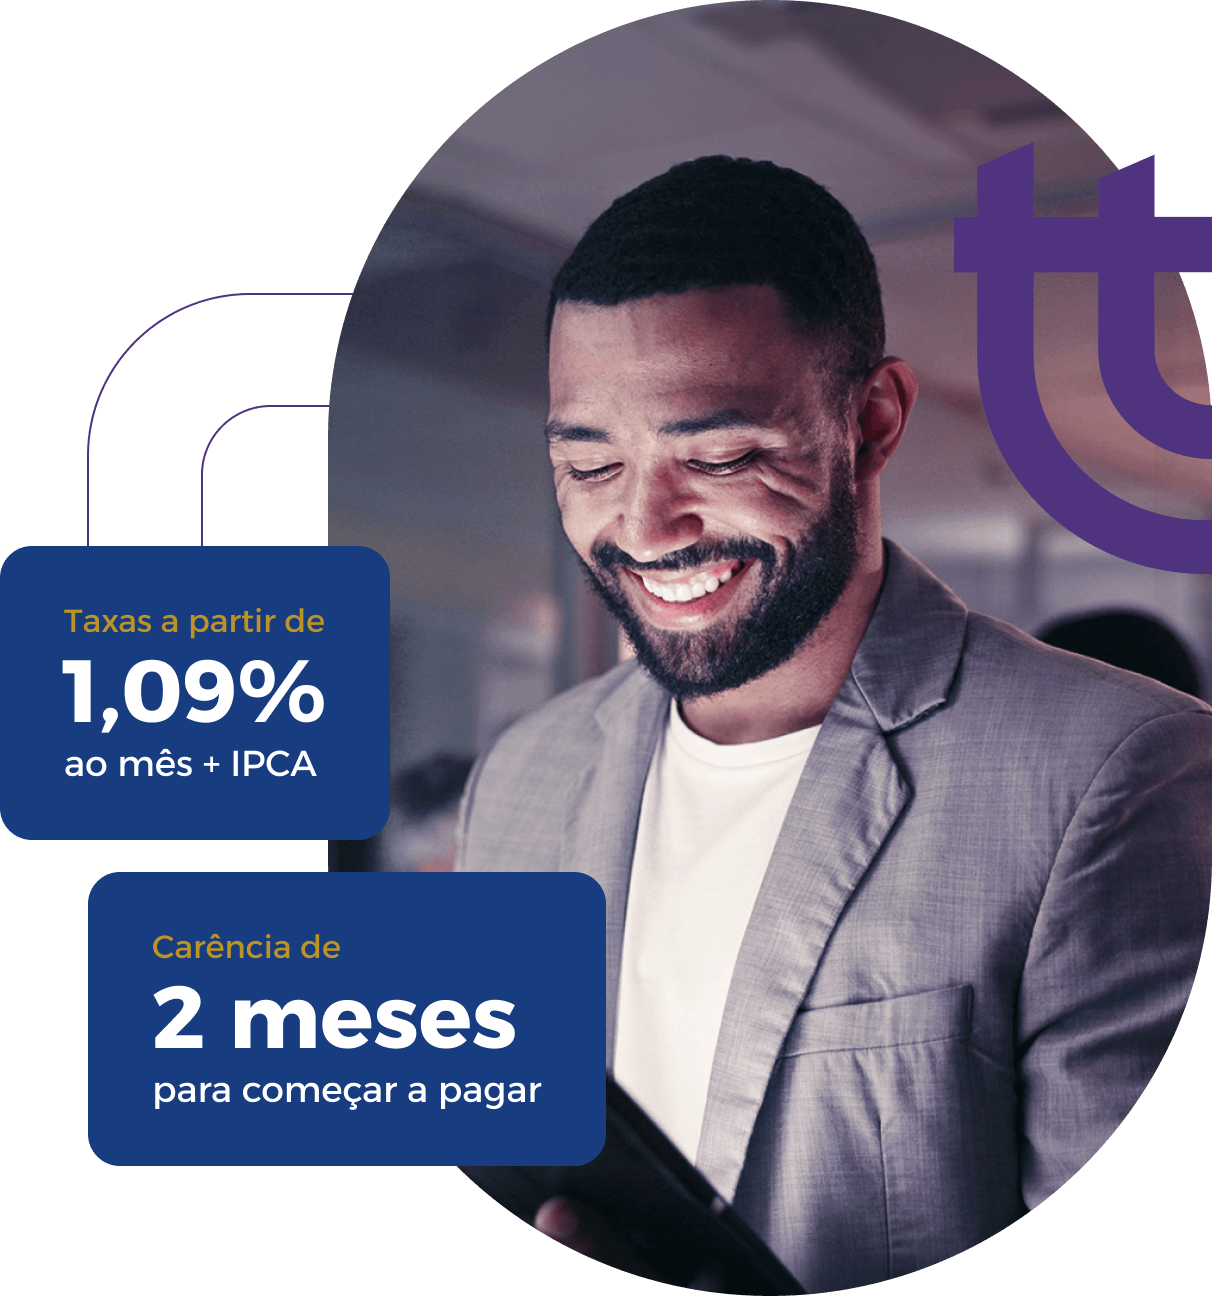 Taxas a partir de
1,09%
ao mês + IPCA
Carência de
2 meses
para começar a pagar